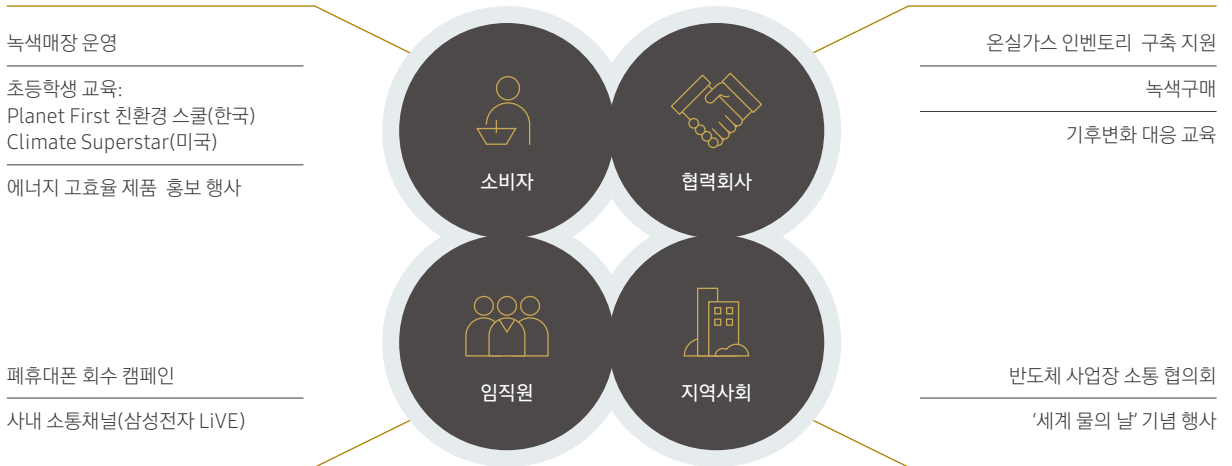 녹색매장 운영
초등학생 교육:
Planet First 친환경 스쿨(한국)
Climate Superstar(미국)
에너지 고효율 제품 홍보 행사
소비자
협력회사
온실가스 인벤토리 구축 지원
녹색구매
기후변화 대응 교육
폐휴대폰 회수 캠페인
사내 소통채널(삼성전자 LiVE)
임직원
지역사회
반도체 사업장 소통 협의회
‘세계 물의 날’ 기념 행사